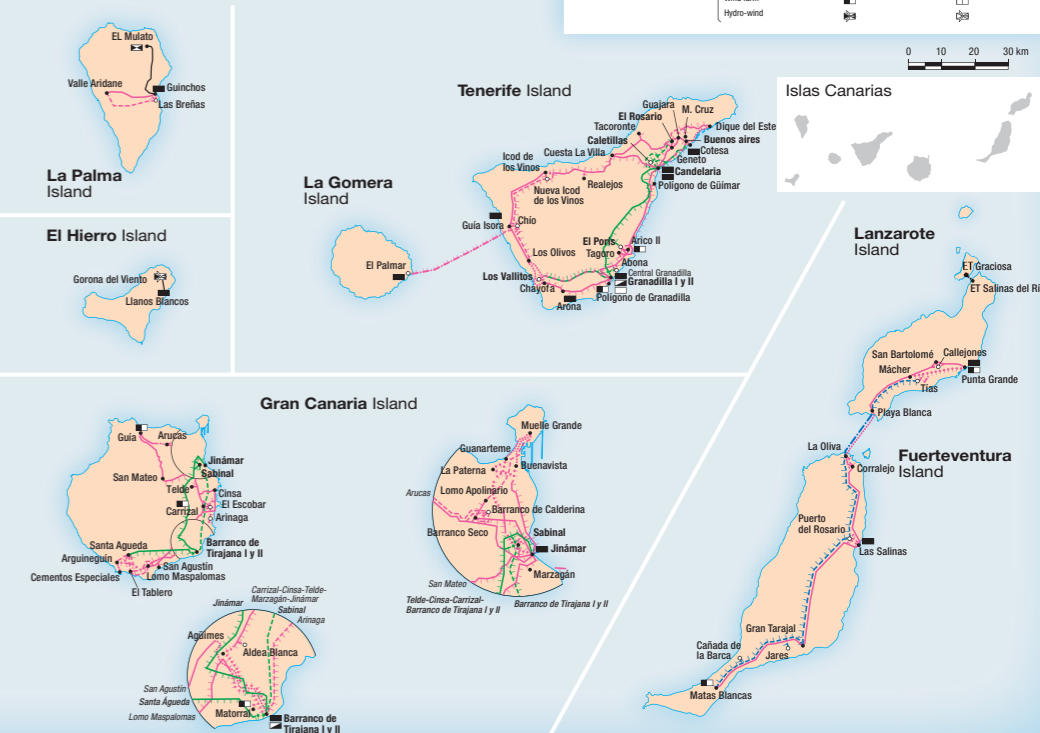 Hydro-wind
0 10 20 30 km
Islas Canarias
EL Mulato
Valle Aridane
Guinchos
Las Breñas
La Palma
Island
El Hierro Island
Gorona del Viento
Llanos Blancos
La Gomera
Island
El Palmar
Tenerife Island
Guajara
M. Cruz
El Rosario
Tacoronte
Dique del Este
Caletillas
Buenos aires
Cuesta La Villa
Cotesa
Geneto
Icod de
los Vinos
Candelaria
Realejos
Polígono de Güímar
Nueva Icod
de los Vinos
Guía Isora
Chío
El Porís
Arico II
Los Olivos
Tagoro
Abona
Los Vallitos
Central Granadilla
Granadilla I y II
Chayofa
Polígono de Granadilla
Arona
Lanzarote
Island
ET Graciosa
ET Salinas del Rí
San Bartolomé
Callejones
Mácher
Punta Grande
Tías
Playa Blanca
La Oliva
Corralejo
Fuerteventura
Island
Puerto
del Rosario
Las Salinas
Gran Tarajal
Cañada de
la Barca
Jares
Matas Blancas
Gran Canaria Island
Guía
Arucas
Jinámar
Sabinal
San Mateo
Telde
Cinsa
El Escobar
Carrizal
Arinaga
Barranco de
Tirajana I y II
Santa Agueda
Arguineguín
San Agustín
Cementos Especiales
Lomo Maspalomas
El Tablero
Muelle Grande
Guanarteme
La Paterna
Buenavista
Arucas
Lomo Apolinario
Barranco de Calderina
Barranco Seco
Sabinal
Jinámar
Marzagán
San Mateo
Telde-Cinsa-Carrizal-
Barranco de Tirajana I y II
Barranco de Tirajana I y II
Carrizal-Cinsa-Telde-
Marzagán-Jinámar
Jinámar
Sabinal
Arinaga
Agüimes
Aldea Blanca
San Agustín
Santa Águeda
Matorral
Lomo Maspalomas
Barranco de
Tirajana I y II